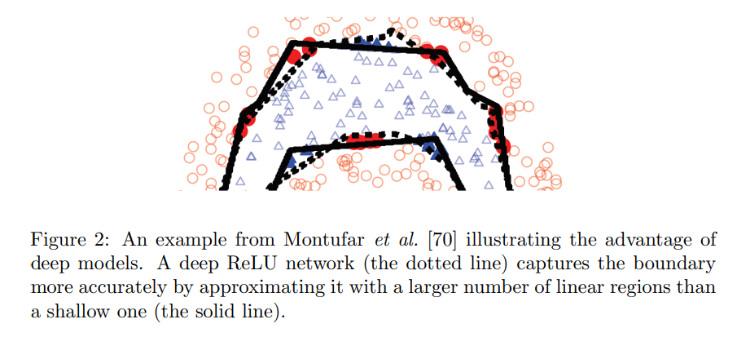 Figure 2: An example from Montufar et al. [70] illustrating the advantage of
deep models. A deep ReLU network (the dotted line) captures the boundary
more accurately by approximating it with a larger number of linear regions than
a shallow one (the solid line).